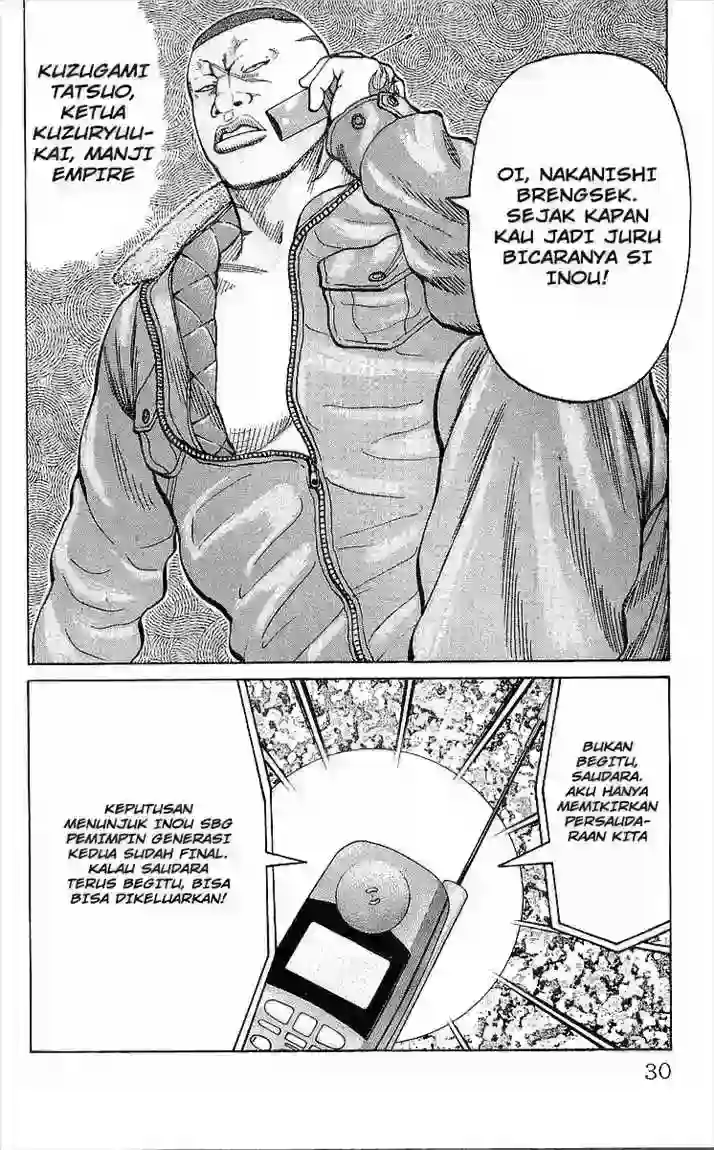 KUZUGAMI
TATSUO,
KETUA
KUZURYUU-
KAI, MANJI
EMPIRE
OI, NAKANISHI
BRENGSEK.
SEJAK KAPAN
KAU JADI JURU
BICARANYA SI
INOU!
BUKAN
BEGITU,
SAUDARA.
AKU HANYA
MEMIKIRKAN
PERSAUDA-
RAAN KITA
KEPUTUSAN
MENUNJUK INOU SBG
PEMIMPIN GENERASI
KEDUA SUDAH FINAL.
KALAU SAUDARA
TERUS BEGITU, BISA
BISA DIKELUARKAN!
30